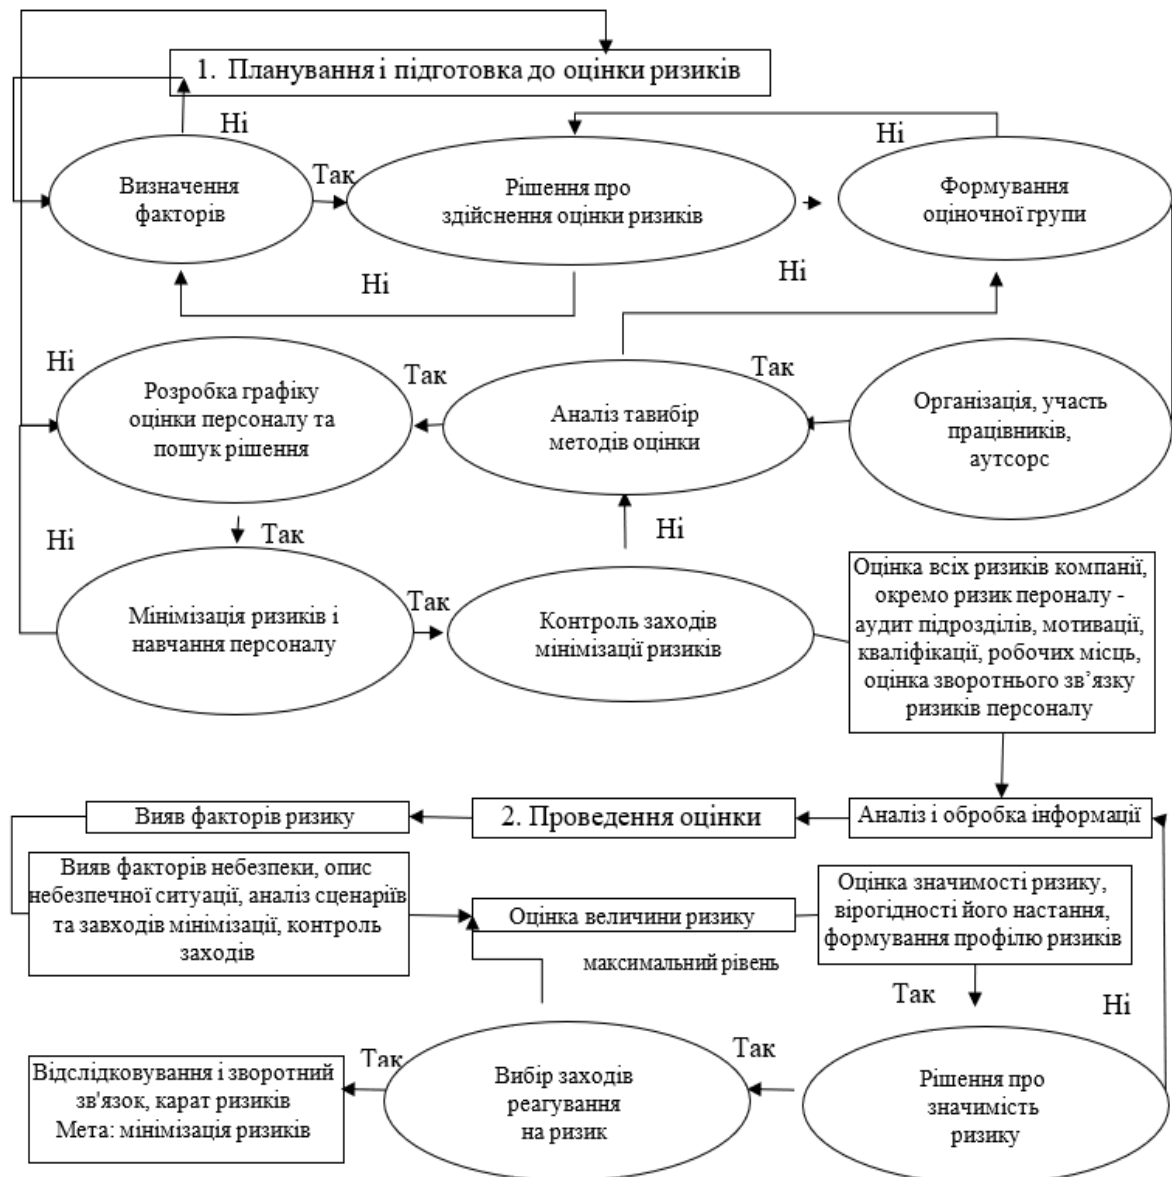 1. Планування і підготовка до оцінки ризиків
Ні
Ні
Визначення
факторів
Так
Рішення про
здійснення оцінки ризиків
Формування
оціночної групи
Ні
Ні
Ні
Розробка графіку
оцінки персоналу та
пошук рішення
Так
Аналіз тавибір
методів оцінки
Так
Організація, участь
працівників,
аутсорс
Ні
Так
Ні
Мінімізація ризиків і
навчання персоналу
Так
Контроль заходів
мінімізації ризиків
Оцінка всіх ризиків компанії,
окремо ризик пероналу -
аудит підрозділів, мотивації,
кваліфікації, робочих місць,
оцінка зворотнього зв’язку
ризиків персоналу
Вияв факторів ризику
2. Проведення оцінки
Аналіз і обробка інформації
Вияв факторів небезпеки, опис
небезпечної ситуації, аналіз сценаріїв
та завходів мінімізації, контроль
заходів
Оцінка величини ризику
Оцінка значимості ризику,
вірогідності його настання,
формування профілю ризиків
максимальний рівень
Так
Ні
Відслідковування і зворотний
зв'язок, карат ризиків
Мета: мінімізація ризиків
Так
Вибір заходів
реагування
на ризик
Так
Рішення про
значимість
ризику